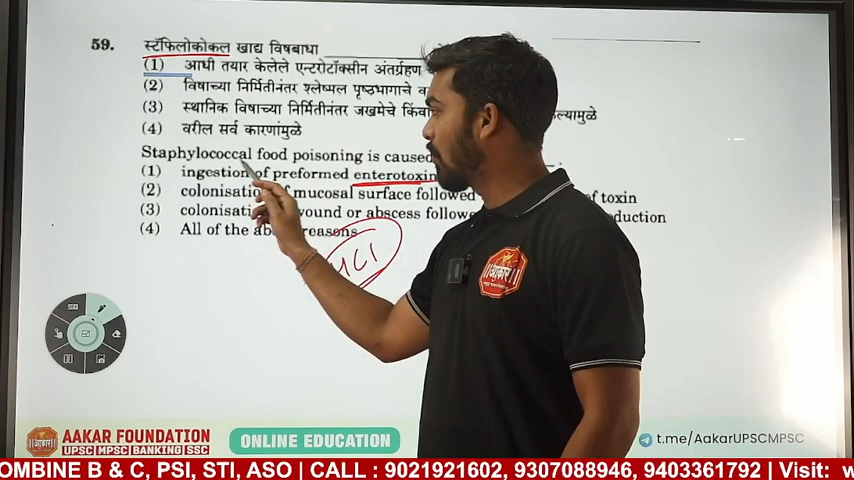 59. स्टॅफिलोकोकल खाद्य विषबाधा
(1) आधी तयार केलेले एन्टरोटॉक्सीन अंतर्ग्रहण
(2) विषाच्या निर्मितीनंतर श्लेष्मल पृष्ठभागाचे
(3) स्थानिक विषाच्या निर्मितीनंतर जखमेचे किंवा ल्यामुळे
(4) वरील सर्व कारणांमुळे
Staphylococcal food poisoning is caused
(1) ingestion of preformed enterotoxin
(2) colonisation of mucosal surface followed of toxin
(3) wound or abscess
(4) All of the above reasons
||आकार||
||आकार|| AAKAR FOUNDATION
UPSC MPSC BANKING SSC
ONLINE EDUCATION
t.me/AakarUPSCMPSC
OMBINE B & C, PSI, STI, ASO | CALL : 9021921602, 9307088946, 9403361792 | Visit: w